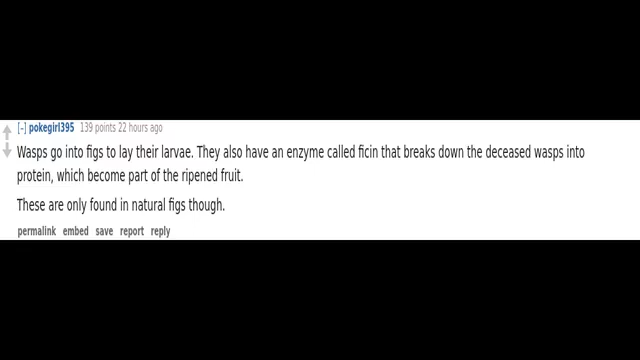 [-] pokegirl395 139 points 22 hours ago
Wasps go into figs to lay their larvae. They also have an enzyme called ficin that breaks down the deceased wasps into
protein, which become part of the ripened fruit.
These are only found in natural figs though.
permalink embed save report reply